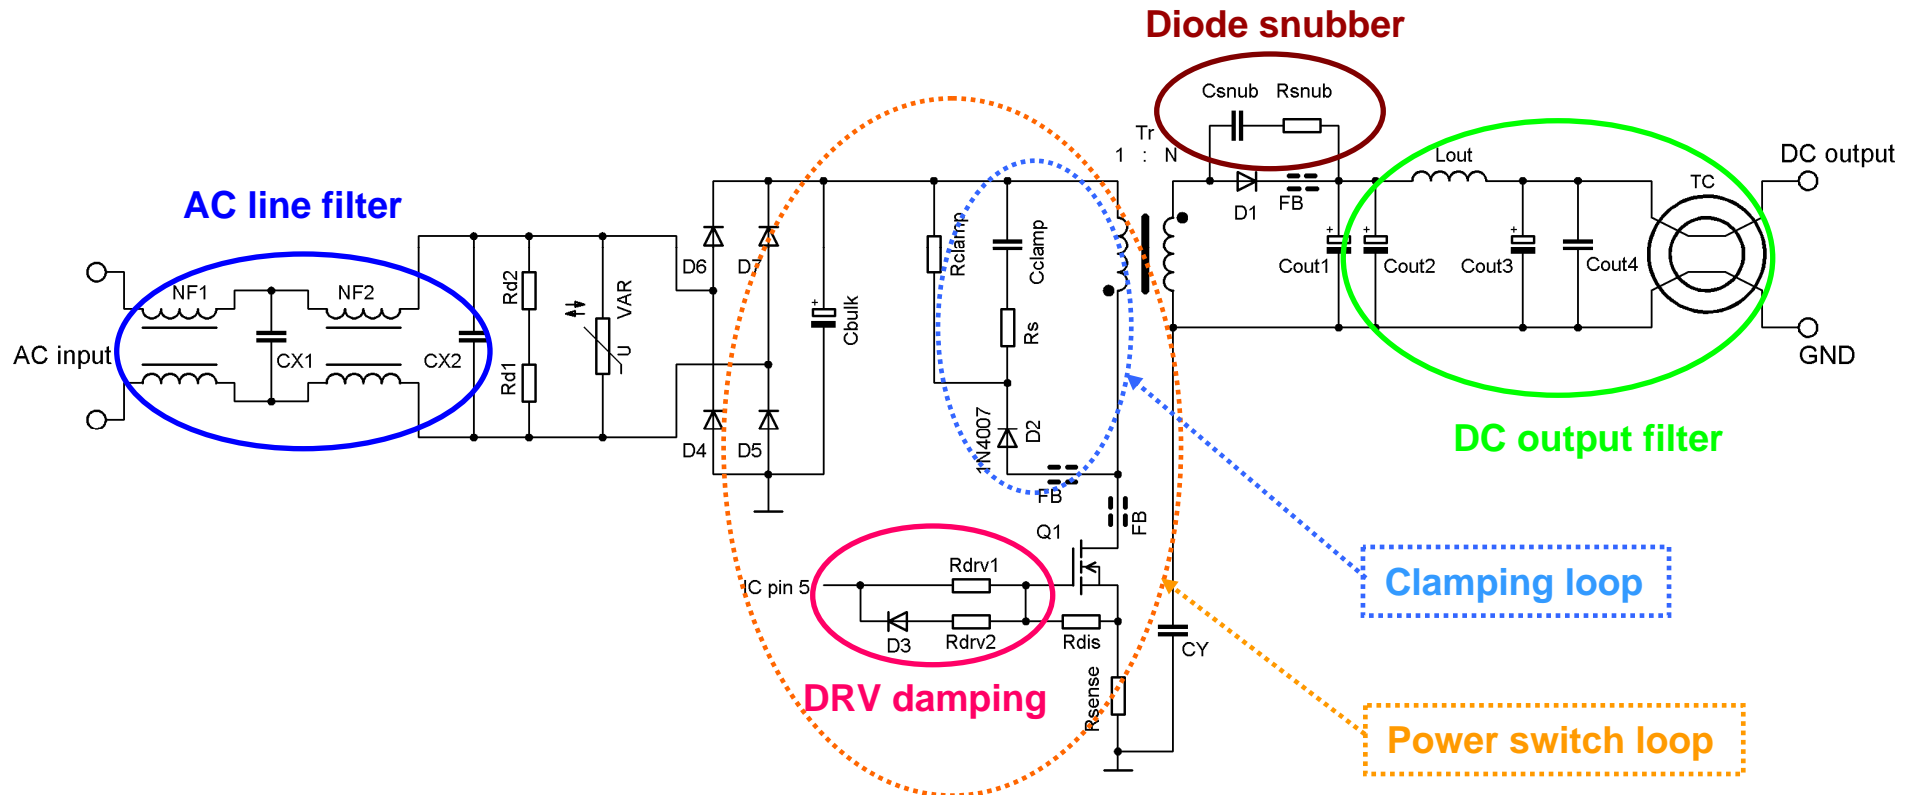 Diode snubber
Csnub Rsnub
Tr
1 : N
DC output
Lout
TC
AC line filter
D1
FB
D6
D7
Rclamp
Cclamp
Cout1
Cout2
Cout3
Cout4
NF1
NF2
Rd2
VAR
U
Cbulk
Rs
AC input
CX1
CX2
Rd1
GND
1N4007
D2
D4
D5
DC output filter
FB
FB
Q1
IC pin 5
Rdrv1
Clamping loop
D3
Rdrv2
Rdis
CY
DRV damping
Rsense
Power switch loop